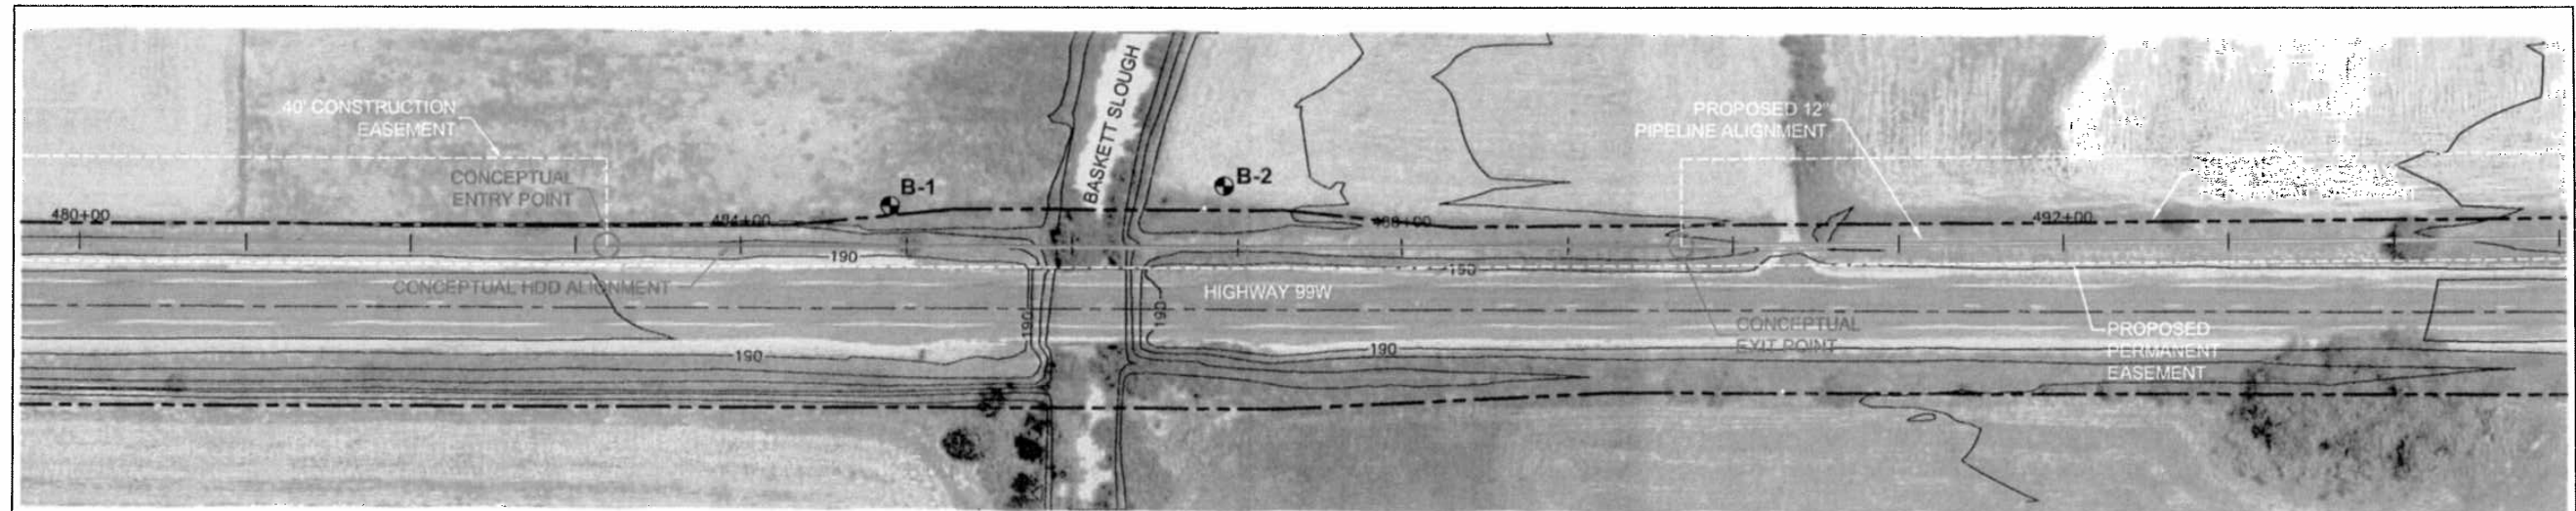 40' CONSTRUCTION
EASEMENT
CONCEPTUAL
ENTRY POINT
BASKETT SLOUGH
B-1
B-2
PROPOSED 12"
PIPELINE ALIGNMENT
480+00
484+00
488+00
492+00
190
190
CONCEPTUAL HDD ALIGNMENT
HIGHWAY 99W
190
190
CONCEPTUAL
EXIT POINT
PROPOSED
PERMANENT
EASEMENT
190
190